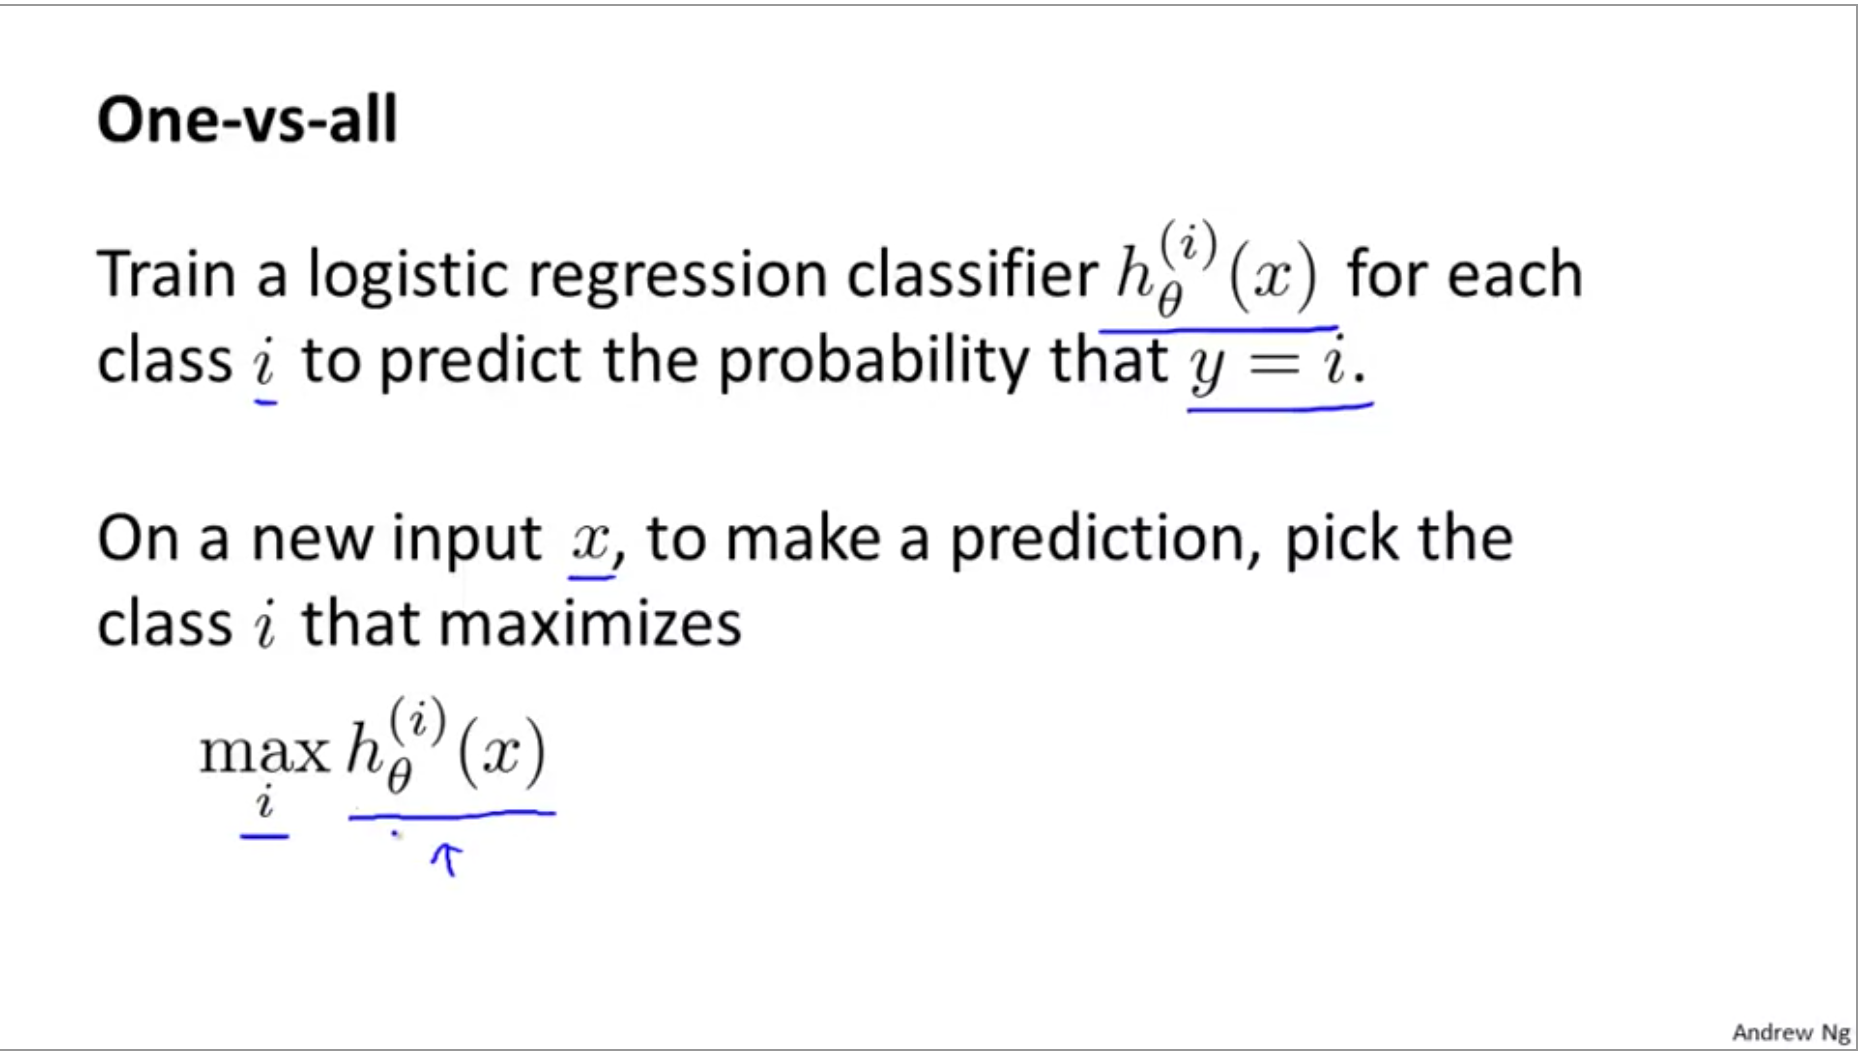 One-vs-all
Train a logistic regression classifier $h_\theta^{(i)}(x)$ for each
class $i$ to predict the probability that $y = i$.
On a new input $x$, to make a prediction, pick the
class $i$ that maximizes
$\max_i h_\theta^{(i)}(x)$
Andrew Ng